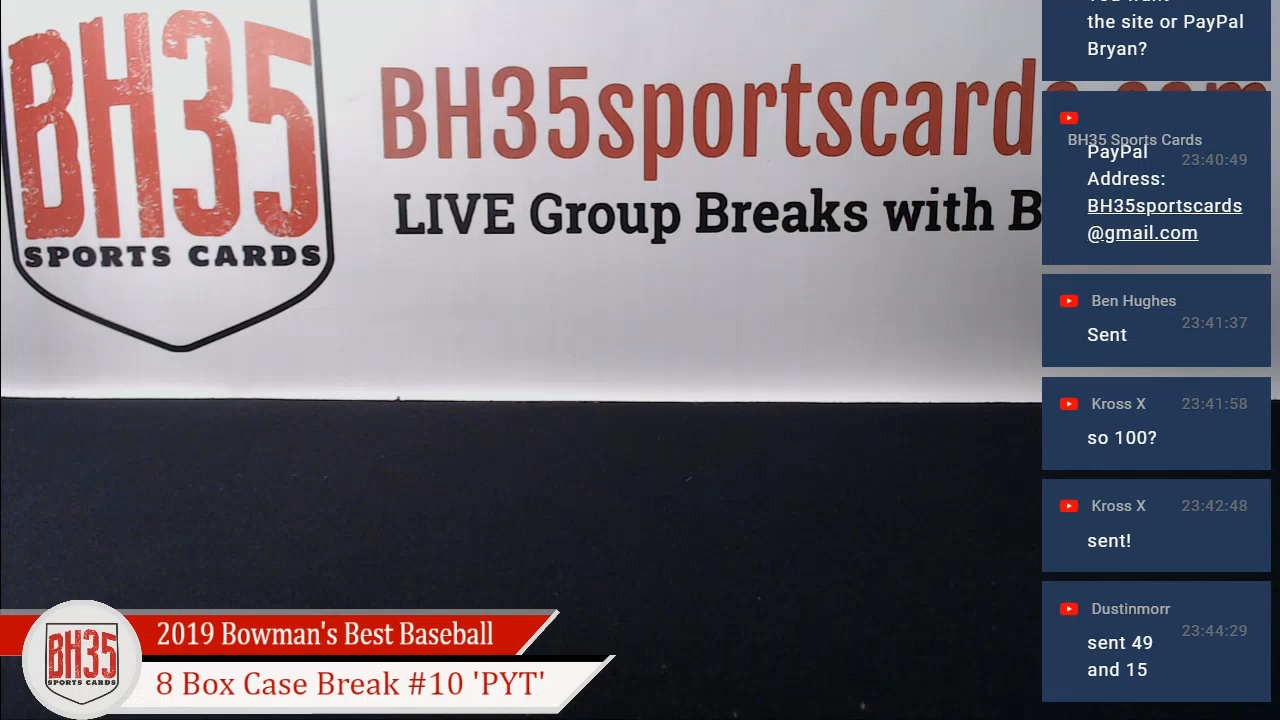 BH35
SPORTS CARDS
BH35sportscards.com
LIVE Group Breaks with B
the site or PayPal
Bryan?
BH35 Sports Cards
23:40:49
PayPal
Address:
BH35sportscards
@gmail.com
Ben Hughes
23:41:37
Sent
Kross X
23:41:58
so 100?
Kross X
23:42:48
sent!
Dustinmorr
23:44:29
sent 49
and 15
BH35
SPORTS CARDS
2019 Bowman's Best Baseball
8 Box Case Break #10 'PYT'